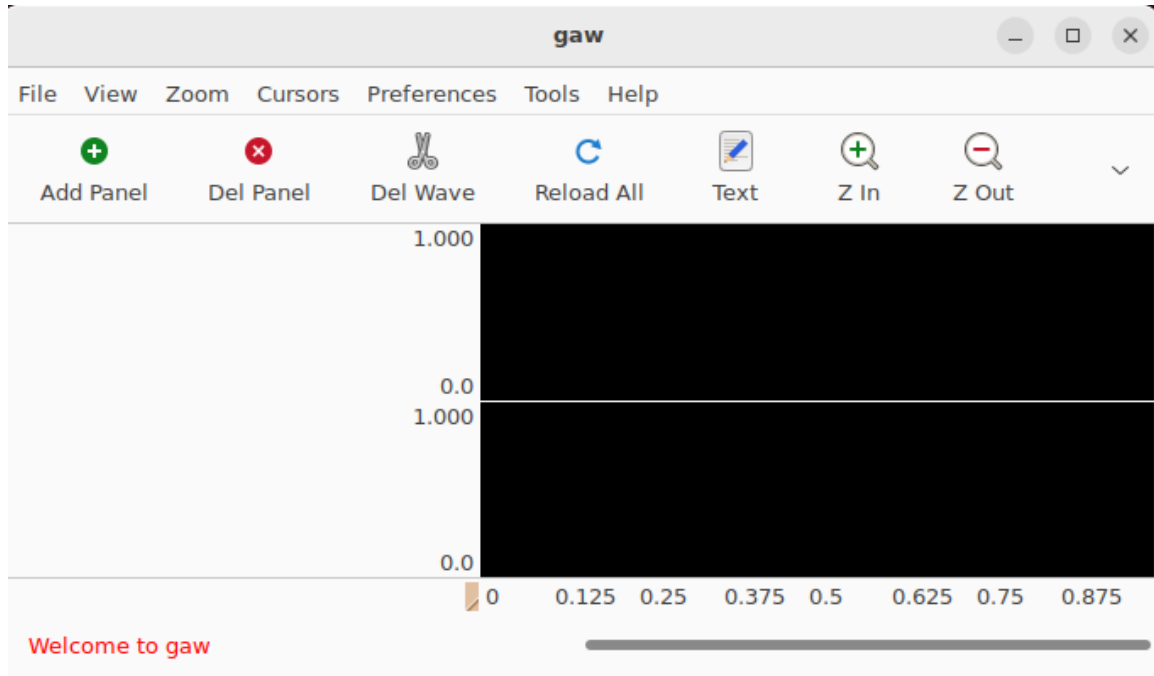 gaw
File View Zoom Cursors Preferences Tools Help
Add Panel Del Panel Del Wave Reload All Text Z In Z Out
1.000
0.0
1.000
0.0
0 0.125 0.25 0.375 0.5 0.625 0.75 0.875
Welcome to gaw